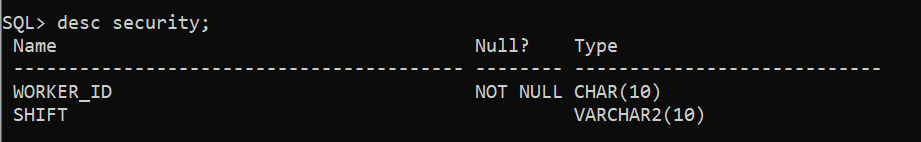 SQL> desc security;
Name Null? Type
----------------------------------------- -------- ----------------------------
WORKER_ID NOT NULL CHAR(10)
SHIFT VARCHAR2(10)